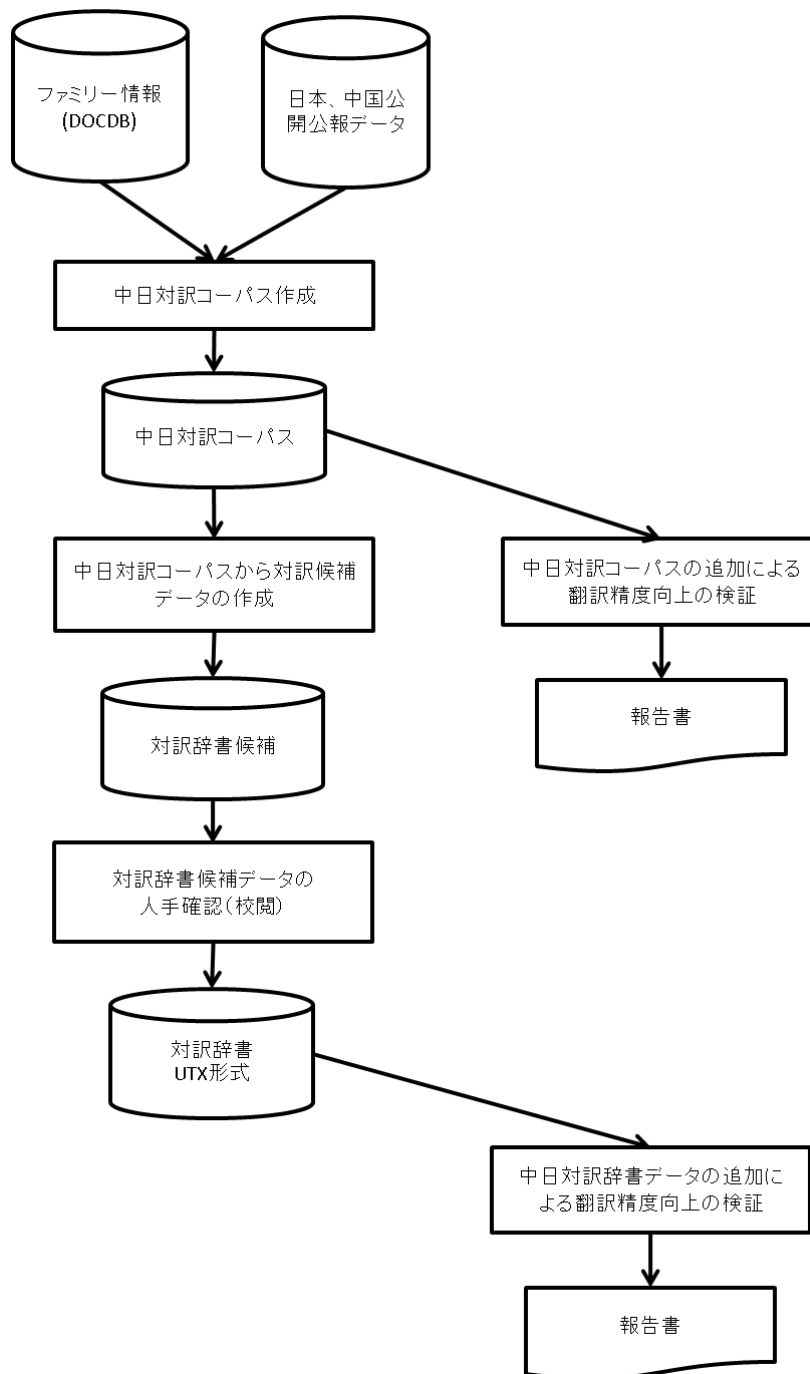 ファミリー情報
(DOCDB)
日本、中国公
開公報データ
中日対訳コーパス作成
中日対訳コーパス
中日対訳コーパスから対訳候補
データの作成
中日対訳コーパスの追加による
翻訳精度向上の検証
対訳辞書候補
報告書
対訳辞書候補データの
人手確認(校閲)
対訳辞書
UTX形式
中日対訳辞書データの追加に
よる翻訳精度向上の検証
報告書